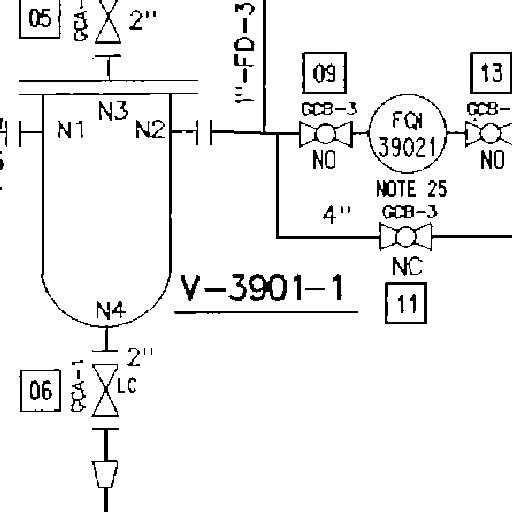 05
2"
1"-FD-3
09
13
GCB-3
GCB-
N3
N1
N2
FQI
39021
NO
NO
NOTE 25
4"
GCB-3
NC
V-3901-1
11
N4
2"
06
GCA-1
LC